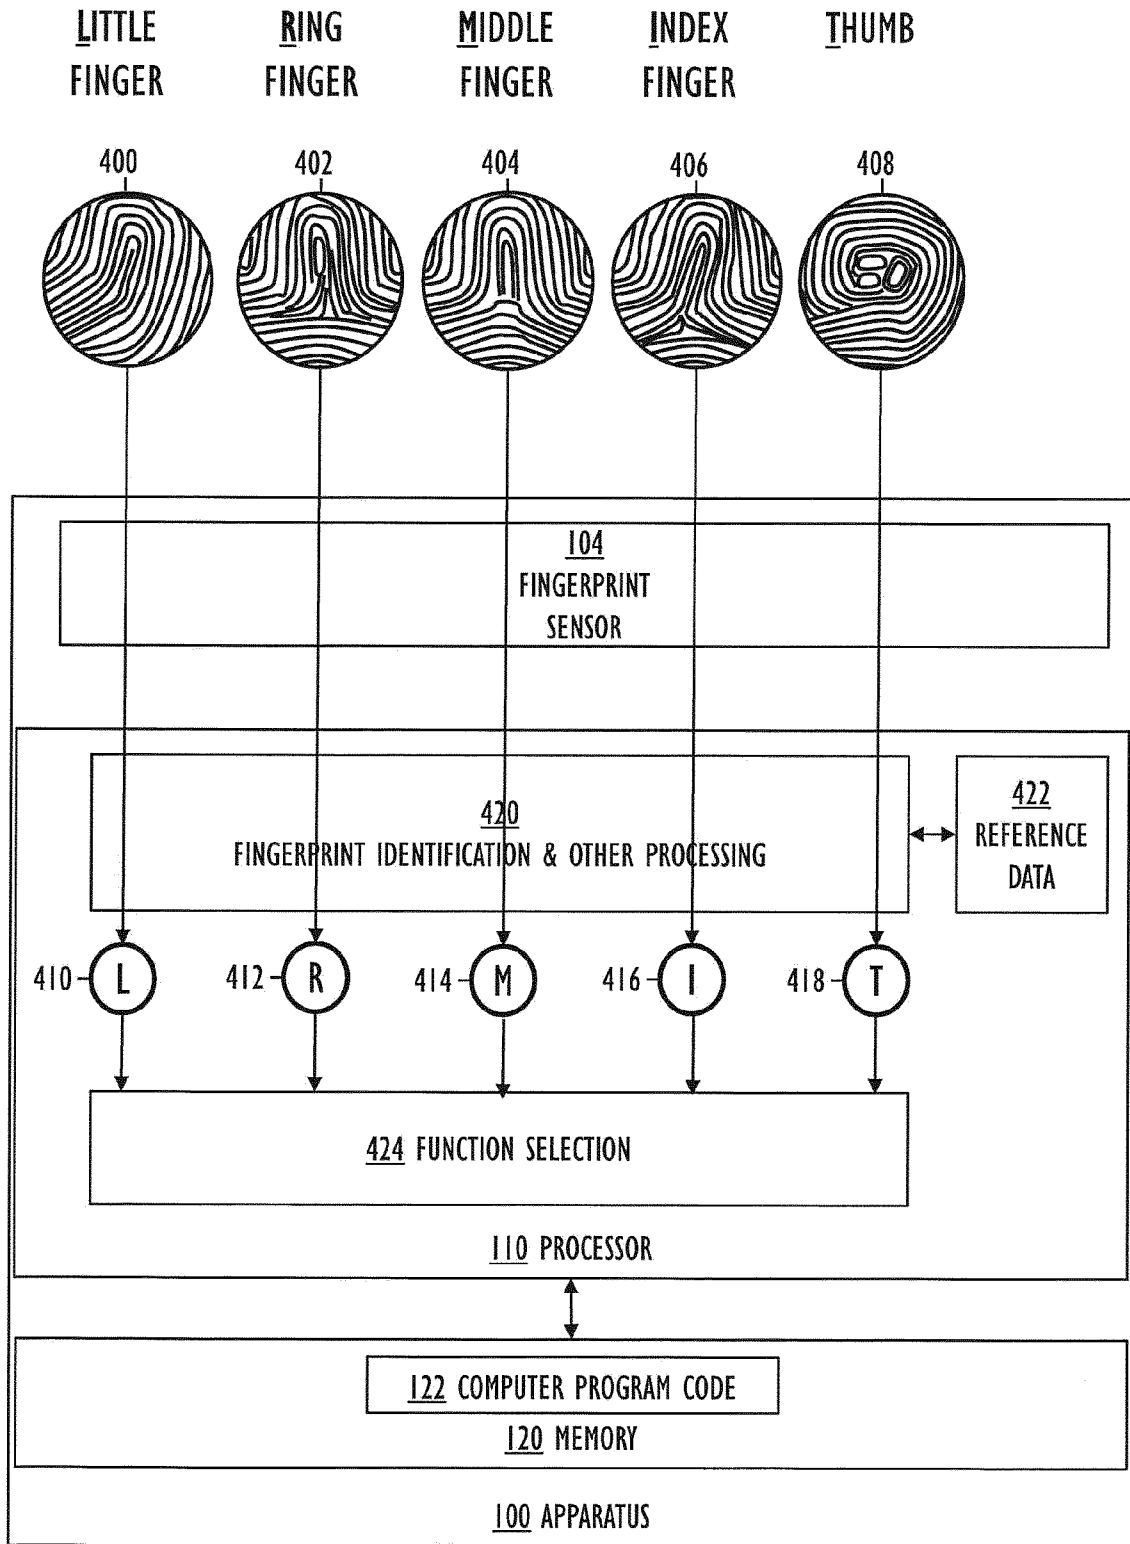 LITTLE RING MIDDLE INDEX THUMB
FINGER FINGER FINGER FINGER
400 402 404 406 408
104
FINGERPRINT
SENSOR
420
FINGERPRINT IDENTIFICATION & OTHER PROCESSING
422
REFERENCE
DATA
410 L 412 R 414 M 416 I 418 T
424 FUNCTION SELECTION
110 PROCESSOR
122 COMPUTER PROGRAM CODE
120 MEMORY
100 APPARATUS